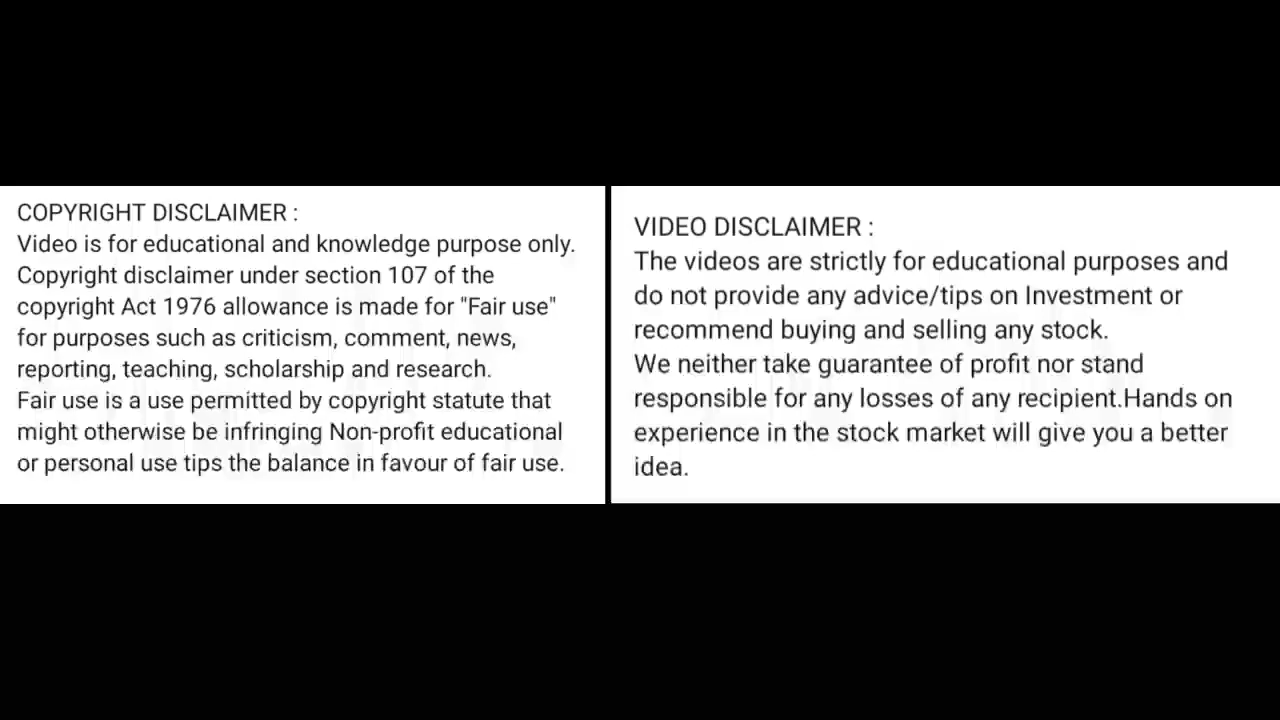 COPYRIGHT DISCLAIMER :
Video is for educational and knowledge purpose only.
Copyright disclaimer under section 107 of the
copyright Act 1976 allowance is made for "Fair use"
for purposes such as criticism, comment, news,
reporting, teaching, scholarship and research.
Fair use is a use permitted by copyright statute that
might otherwise be infringing Non-profit educational
or personal use tips the balance in favour of fair use.
VIDEO DISCLAIMER :
The videos are strictly for educational purposes and
do not provide any advice/tips on Investment or
recommend buying and selling any stock.
We neither take guarantee of profit nor stand
responsible for any losses of any recipient.Hands on
experience in the stock market will give you a better
idea.